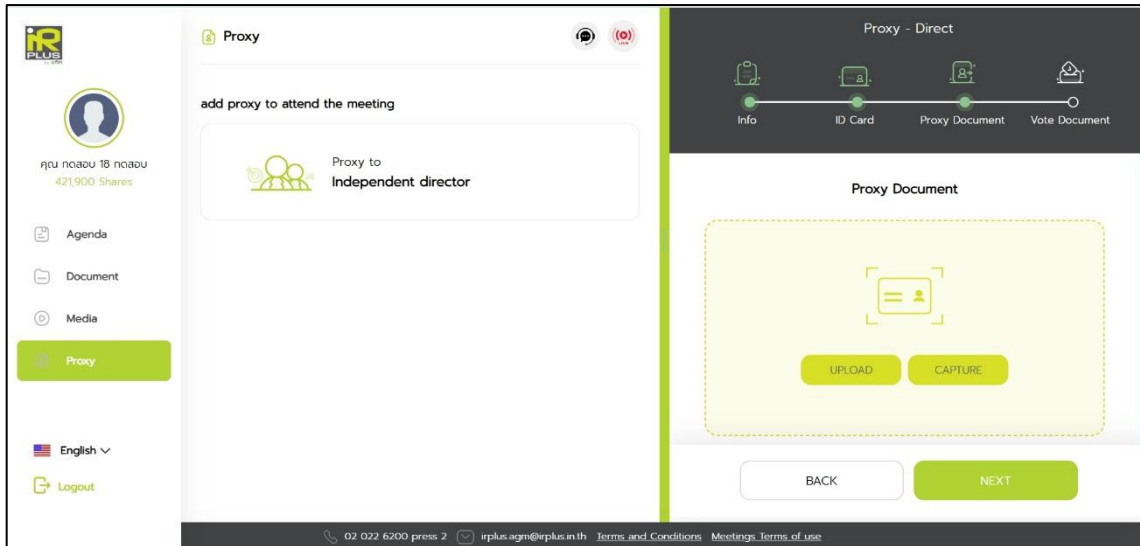 iR
PLUS
Proxy
LIVE
Proxy - Direct
Info
ID Card
Proxy Document
Vote Document
คุณ ทดสอบ 18 ทดสอบ
421,900 Shares
add proxy to attend the meeting
Proxy to
Independent director
Proxy Document
Agenda
Document
Media
Proxy
UPLOAD
CAPTURE
English
Logout
BACK
NEXT
02 022 6200 press 2 irplus.agm@irplus.in.th Terms and Conditions Meetings Terms of use